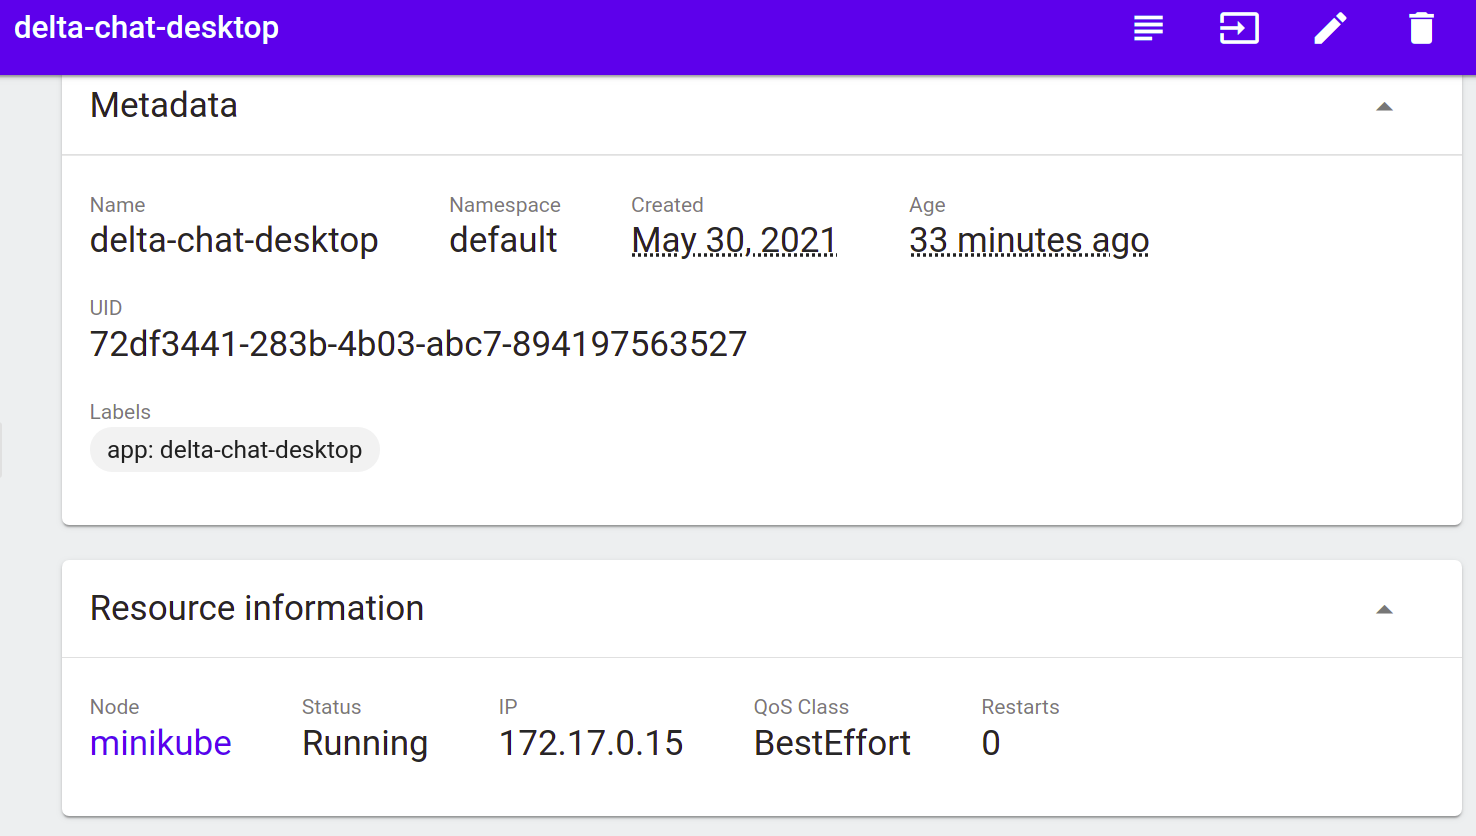 delta-chat-desktop
Metadata
Name Namespace Created Age
delta-chat-desktop default May 30, 2021 33 minutes ago
UID
72df3441-283b-4b03-abc7-894197563527
Labels
app: delta-chat-desktop
Resource information
Node Status IP QoS Class Restarts
minikube Running 172.17.0.15 BestEffort 0